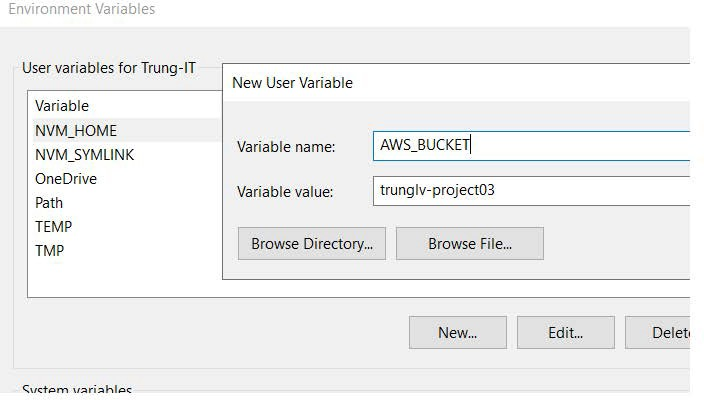 Environment Variables
User variables for Trung-IT
New User Variable
Variable
NVM_HOME
NVM_SYMLINK
OneDrive
Path
TEMP
TMP
Variable name:
AWS_BUCKET
Variable value:
trunglv-project03
Browse Directory...
Browse File...
New...
Edit...
Delete
System variables